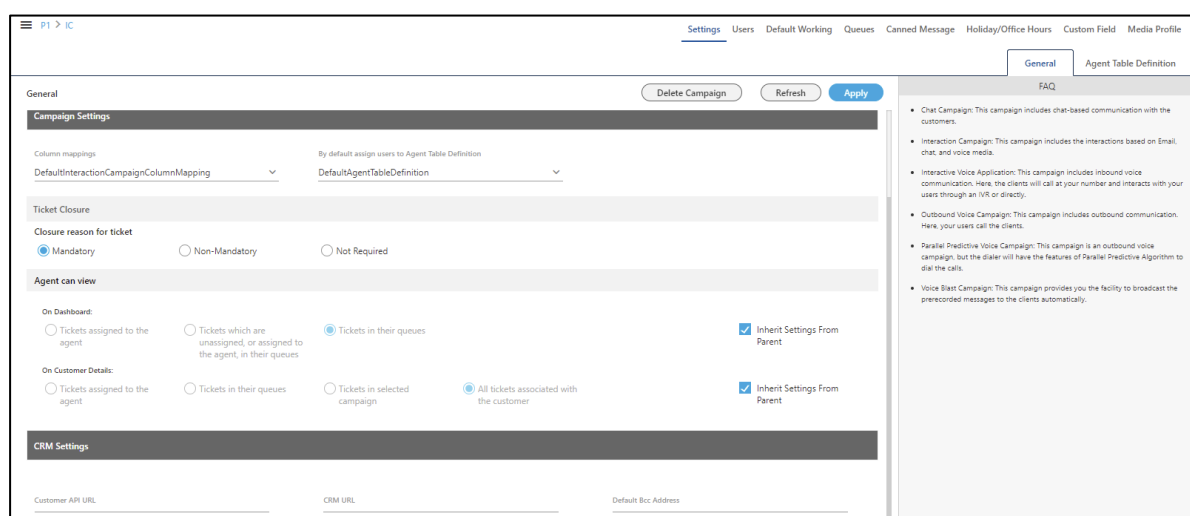 P1 > IC
Settings Users Default Working Queues Canned Message Holiday/Office Hours Custom Field Media Profile
General Agent Table Definition
General Delete Campaign Refresh Apply
Campaign Settings
Column mappings By default assign users to Agent Table Definition
DefaultInteractionCampaignColumnMapping DefaultAgentTableDefinition
Ticket Closure
Closure reason for ticket
Mandatory Non-Mandatory Not Required
Agent can view
On Dashboard:
Tickets assigned to the
agent
Tickets which are
unassigned, or assigned to
the agent, in their queues
Tickets in their queues
Inherit Settings From
Parent
On Customer Details:
Tickets assigned to the
agent
Tickets in their queues
Tickets in selected
campaign
All tickets associated with
the customer
Inherit Settings From
Parent
CRM Settings
Customer API URL CRM URL Default Bcc Address
FAQ
• Chat Campaign: This campaign includes chat-based communication with the
customers.
• Interaction Campaign: This campaign includes the interactions based on Email,
chat, and voice media.
• Interactive Voice Application: This campaign includes inbound voice
communication. Here, the clients will call at your number and interacts with your
users through an IVR or directly.
• Outbound Voice Campaign: This campaign includes outbound communication.
Here, your users call the clients.
• Parallel Predictive Voice Campaign: This campaign is an outbound voice
campaign, but the dialer will have the features of Parallel Predictive Algorithm to
dial the calls.
• Voice Blast Campaign: This campaign provides you the facility to broadcast the
prerecorded messages to the clients automatically.